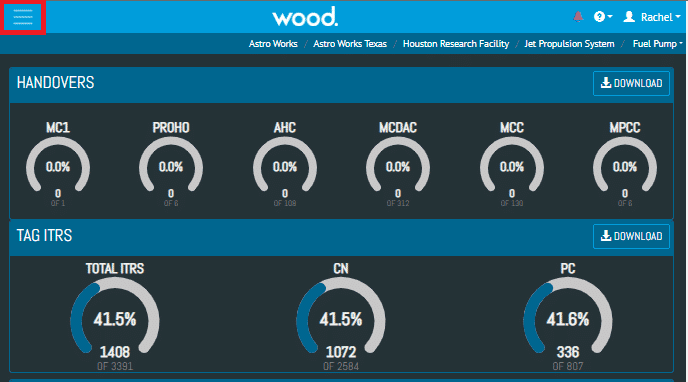 wood.
? Rachel
Astro Works / Astro Works Texas / Houston Research Facility / Jet Propulsion System / Fuel Pump
HANDOVERS DOWNLOAD
MC1 PROHO AHC MCDAC MCC MPCC
0.0% 0.0% 0.0% 0.0% 0.0% 0.0%
0 0 0 0 0 0
OF 1 OF 6 OF 108 OF 312 OF 130 OF 6
TAG ITRS DOWNLOAD
TOTAL ITRS CN PC
41.5% 41.5% 41.6%
1408 1072 336
OF 3391 OF 2584 OF 807